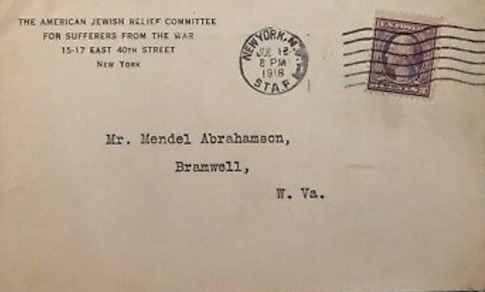 THE AMERICAN JEWISH RELIEF COMMITTEE
FOR SUFFERERS FROM THE WAR
15-17 EAST 40TH STREET
NEW YORK
NEW YORK, N.Y.
JUL 12
8 PM
1918
STA. F.
Mr. Mendel Abrahamson,
Bramwell,
W. Va.